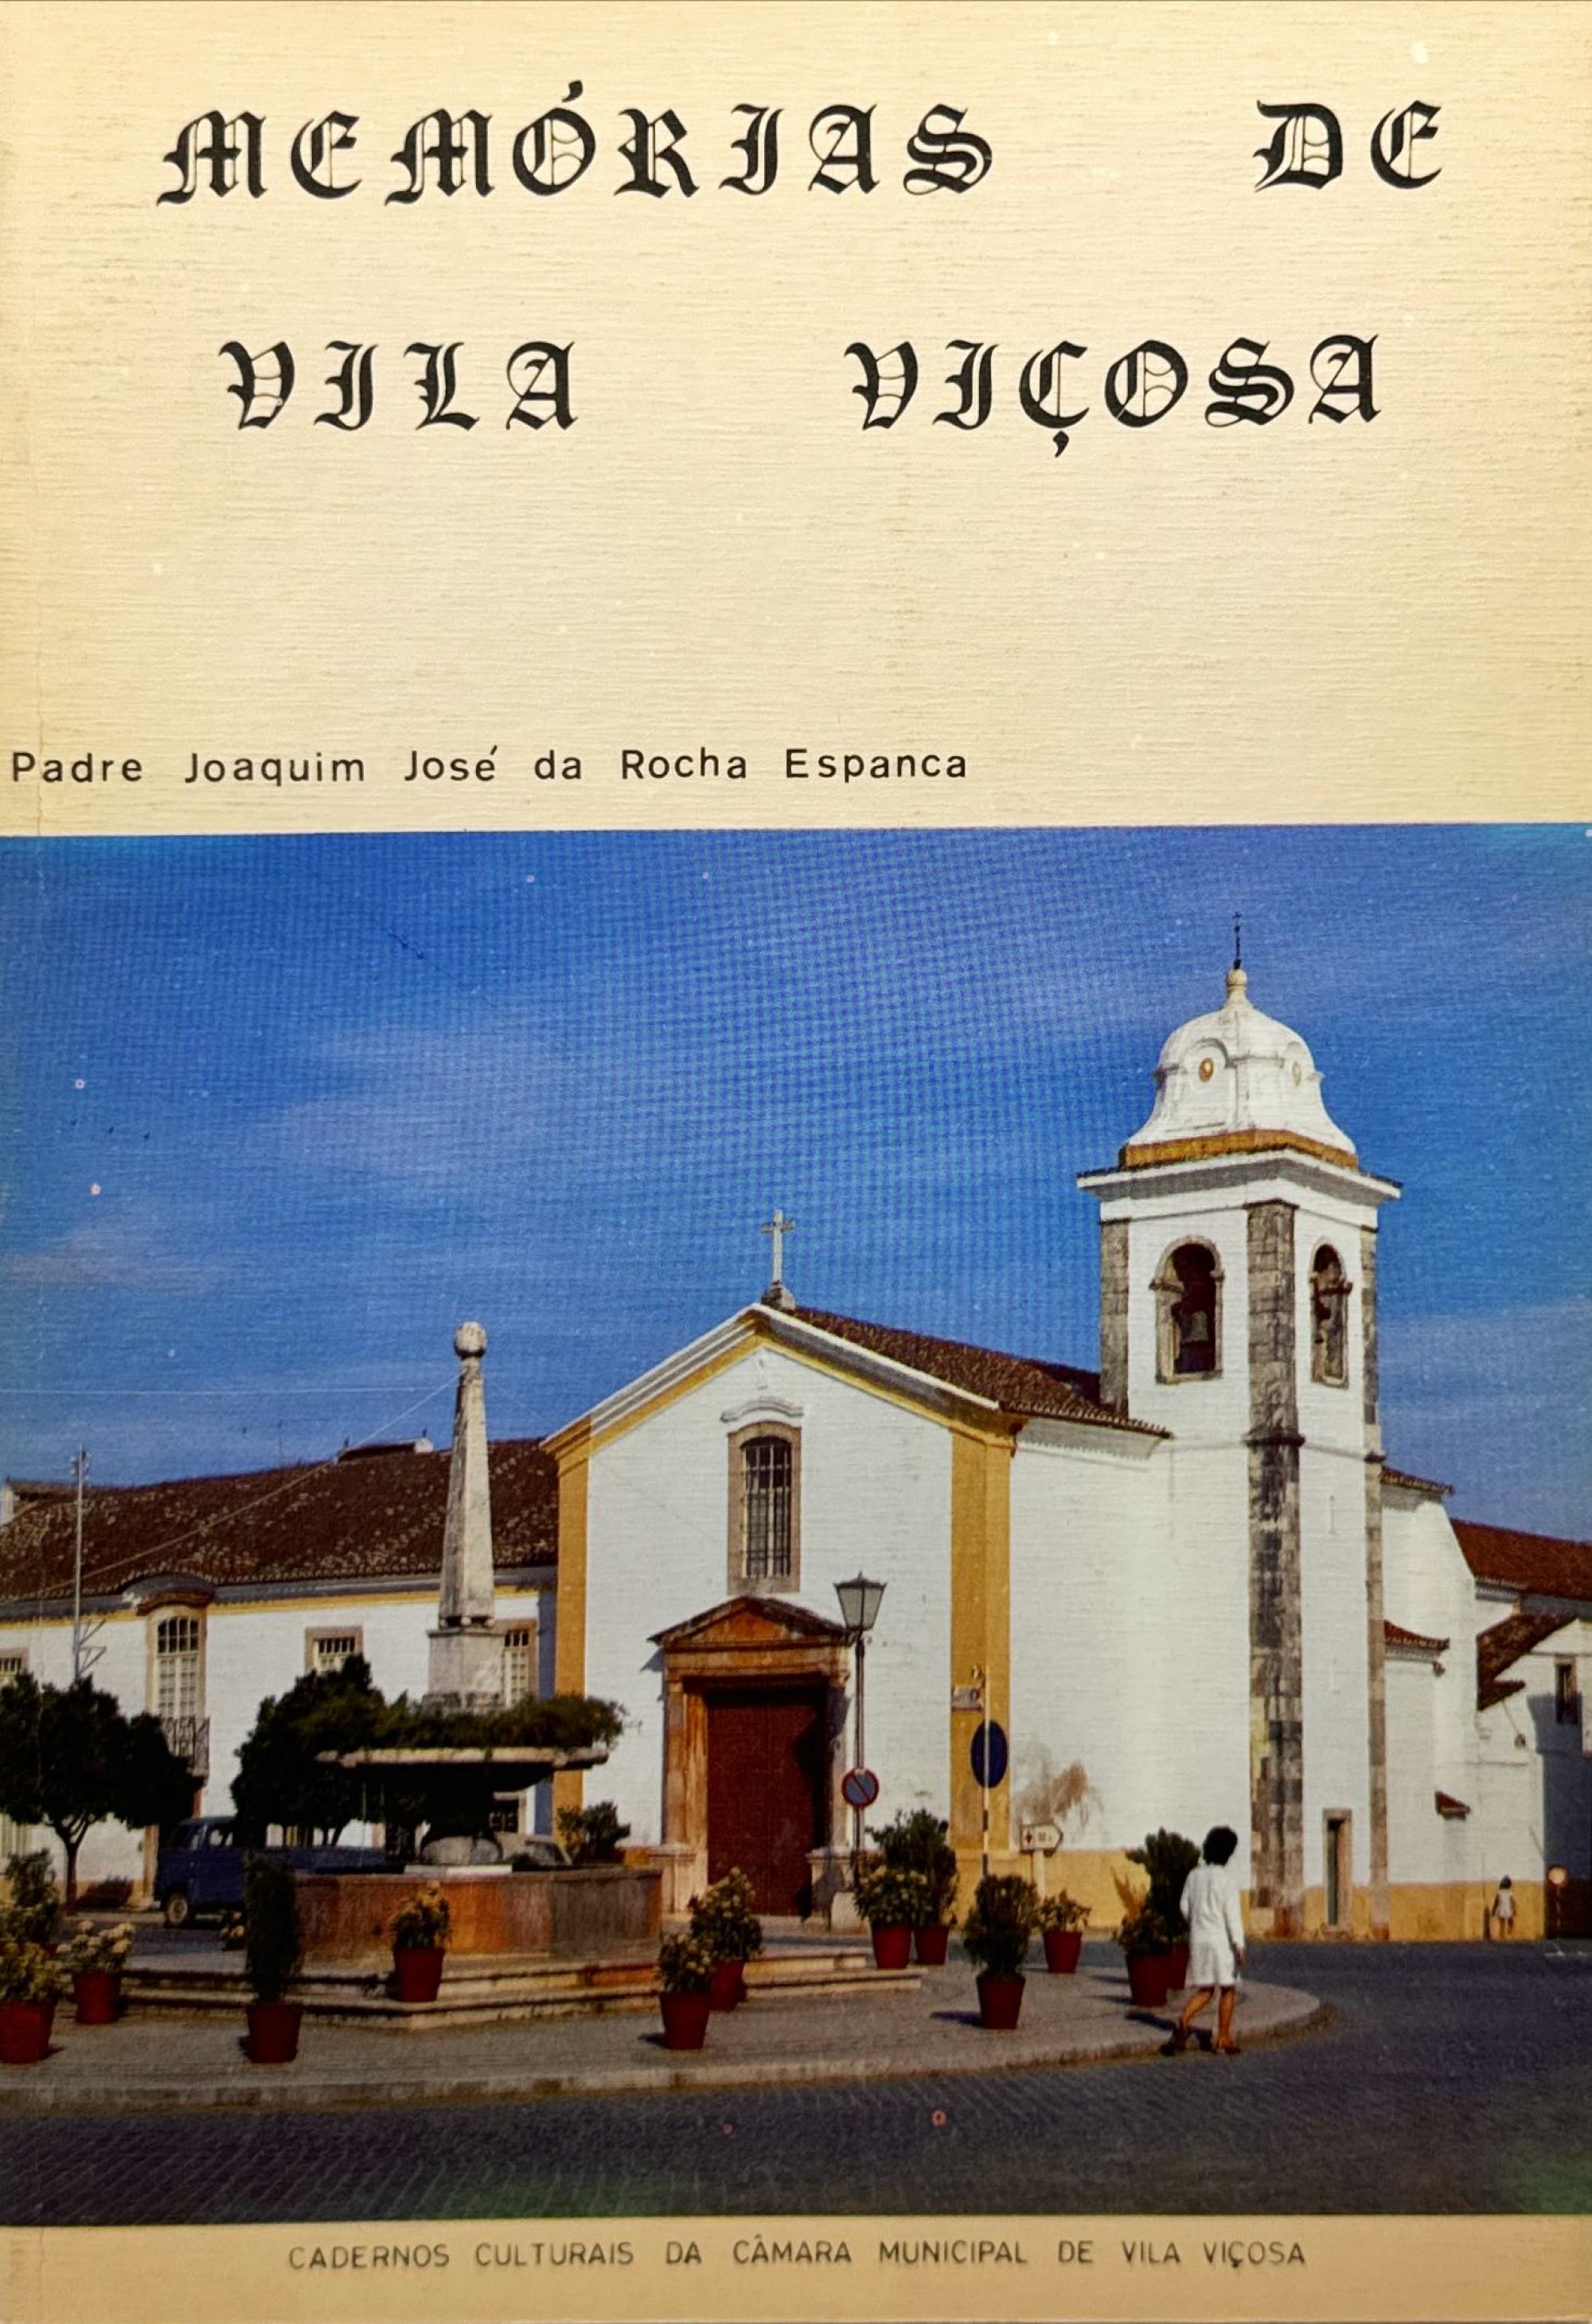 MEMÓRIAS DE
VILA VIÇOSA
Padre Joaquim José da Rocha Espanca
CADERNOS CULTURAIS DA CÂMARA MUNICIPAL DE VILA VIÇOSA